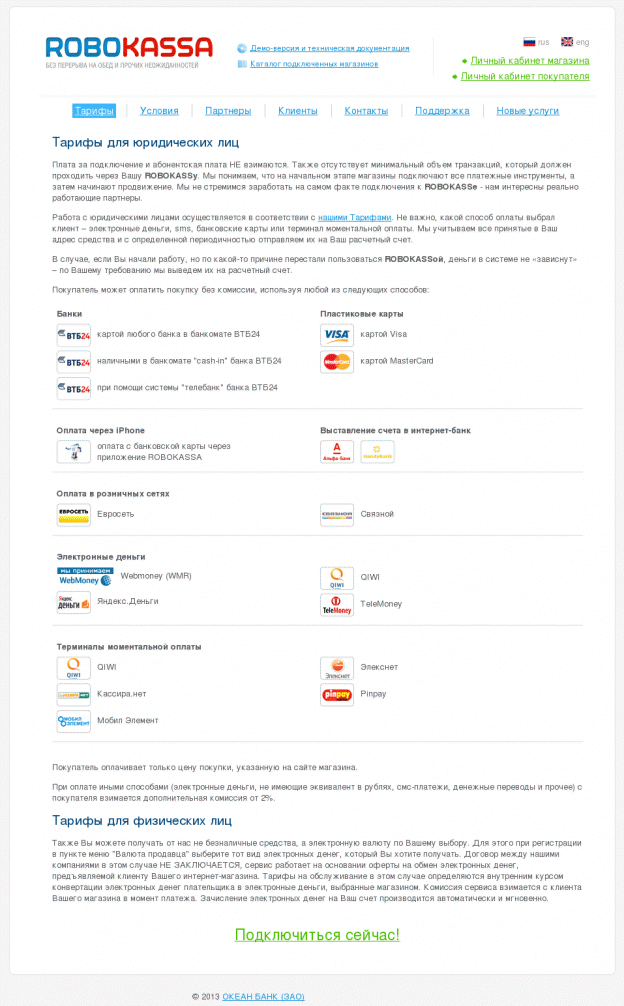 ROBOKASSA
БЕЗ ПЕРЕРЫВА НА ОБЕД И ПРОЧИХ НЕОЖИДАННОСТЕЙ
Демо-версия и техническая документация
Каталог подключенных магазинов
rus eng
Личный кабинет магазина
Личный кабинет покупателя
Тарифы Условия Партнеры Клиенты Контакты Поддержка Новые услуги
Тарифы для юридических лиц
Плата за подключение и абонентская плата НЕ взимаются. Также отсутствует минимальный объем транзакций, который должен
проходить через Вашу ROBOKASSу. Мы понимаем, что на начальном этапе магазины подключают все платежные инструменты, а
затем начинают продвижение. Мы не стремимся заработать на самом факте подключения к ROBOKASSе - нам интересны реально
работающие партнеры.
Работа с юридическими лицами осуществляется в соответствии с нашими Тарифами. Не важно, какой способ оплаты выбрал
клиент – электронные деньги, sms, банковские карты или терминал моментальной оплаты. Мы учитываем все принятые в Ваш
адрес средства и с определенной периодичностью отправляем их на Ваш расчетный счет.
В случае, если Вы начали работу, но по какой-то причине перестали пользоваться ROBOKASSой, деньги в системе не «зависнут»
– по Вашему требованию мы выведем их на расчетный счет.
Покупатель может оплатить покупку без комиссии, используя любой из следующих способов:
Банки Пластиковые карты
ВТБ24 картой любого банка в банкомате ВТБ24 VISA картой Visa
ВТБ24 наличными в банкомате "cash-in" банка ВТБ24 MasterCard картой MasterCard
ВТБ24 при помощи системы "телебанк" банка ВТБ24
Оплата через iPhone Выставление счета в интернет-банк
оплата с банковской карты через
приложение ROBOKASSA
Альфа·Банк HandyBank
Оплата в розничных сетях
ЕВРОСЕТЬ Евросеть СВЯЗНОЙ Связной
Электронные деньги
мы принимаем
WebMoney Webmoney (WMR) QIWI QIWI
Яндекс деньги Яндекс.Деньги TeleMoney TeleMoney
Терминалы моментальной оплаты
QIWI QIWI Элекснет Элекснет
Кассира.нет pinpay Pinpay
МОБИЛ ЭЛЕМЕНТ Мобил Элемент
Покупатель оплачивает только цену покупки, указанную на сайте магазина.
При оплате иными способами (электронные деньги, не имеющие эквивалент в рублях, смс-платежи, денежные переводы и прочее) с
покупателя взимается дополнительная комиссия от 2%.
Тарифы для физических лиц
Также Вы можете получать от нас не безналичные средства, а электронную валюту по Вашему выбору. Для этого при регистрации
в пункте меню "Валюта продавца" выберите тот вид электронных денег, который Вы хотите получать. Договор между нашими
компаниями в этом случае НЕ ЗАКЛЮЧАЕТСЯ, сервис работает на основании оферты на обмен электронных денег,
предъявляемой клиенту Вашего интернет-магазина. Тарифы на обслуживание в этом случае определяются внутренним курсом
конвертации электронных денег плательщика в электронные деньги, выбранные магазином. Комиссия сервиса взимается с клиента
Вашего магазина в момент платежа. Зачисление электронных денег на Ваш счет производится автоматически и мгновенно.
Подключиться сейчас!
© 2013 ОКЕАН БАНК (ЗАО)